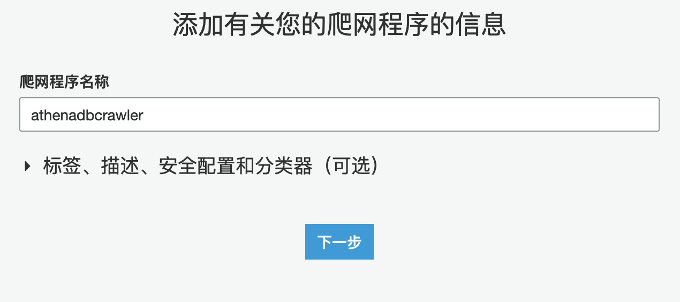 添加有关您的爬网程序的信息
爬网程序名称
athenadbcrawler
标签、描述、安全配置和分类器（可选）
下一步